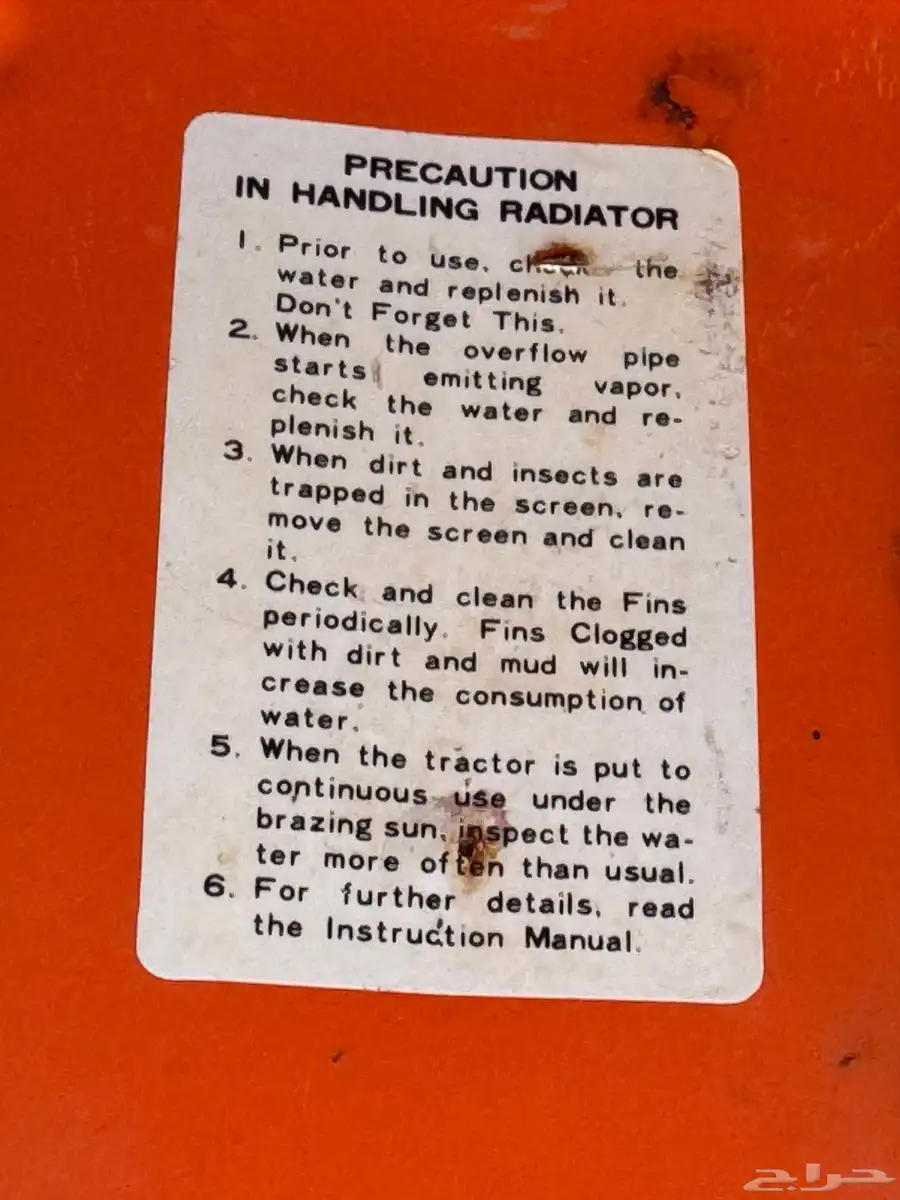 PRECAUTION
IN HANDLING RADIATOR
1. Prior to use, check the
water and replenish it.
Don't Forget This.
2. When the overflow pipe
starts emitting vapor,
check the water and re-
plenish it.
3. When dirt and insects are
trapped in the screen, re-
move the screen and clean
it.
4. Check and clean the Fins
periodically. Fins Clogged
with dirt and mud will in-
crease the consumption of
water.
5. When the tractor is put to
continuous use under the
brazing sun, inspect the wa-
ter more often than usual.
6. For further details, read
the Instruction Manual.
حراج